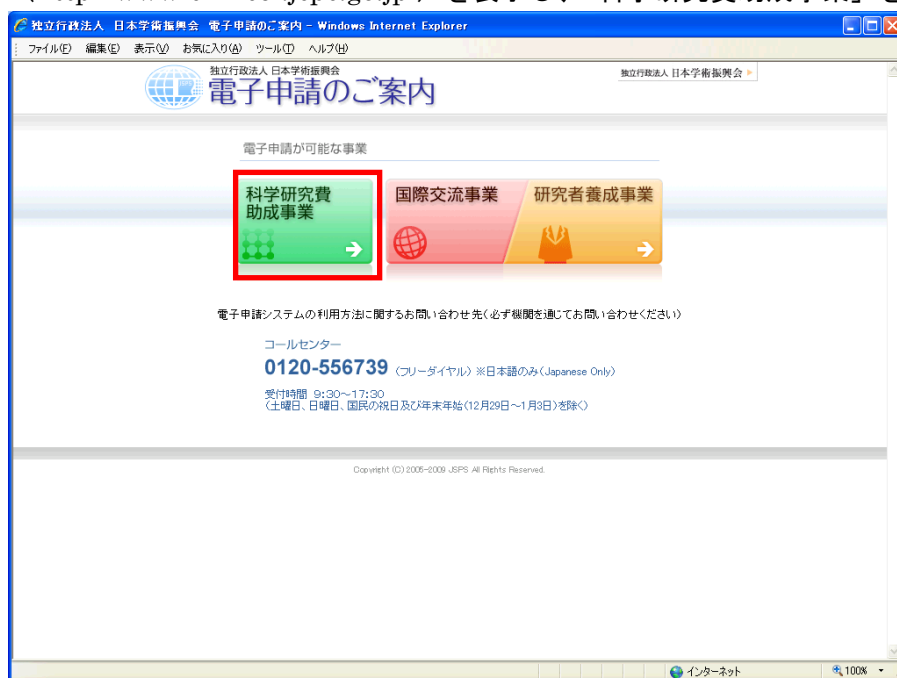 独立行政法人 日本学術振興会 電子申請のご案内 - Windows Internet Explorer
ファイル(F) 編集(E) 表示(V) お気に入り(A) ツール(T) ヘルプ(H)
独立行政法人 日本学術振興会
電子申請のご案内
独立行政法人 日本学術振興会
電子申請が可能な事業
科学研究費
助成事業
国際交流事業
研究者養成事業
電子申請システムの利用方法に関するお問い合わせ先(必ず機関を通じてお問い合わせください)
コールセンター
0120-556739 (フリーダイヤル) ※日本語のみ(Japanese Only)
受付時間 9:30~17:30
(土曜日、日曜日、国民の祝日及び年末年始(12月29日~1月3日)を除く)
Copyright (C) 2005-2009 JSPS All Rights Reserved.
インターネット
100%